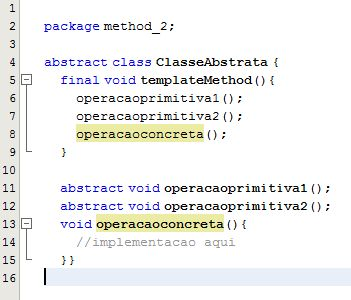 1
2 package method_2;
3
4 abstract class ClasseAbstrata {
5 final void templateMethod(){
6 operacaoprimitiva1();
7 operacaoprimitiva2();
8 operacaoconcreta();
9 }
10
11 abstract void operacaoprimitiva1();
12 abstract void operacaoprimitiva2();
13 void operacaoconcreta(){
14 //implementacao aqui
15 }}
16